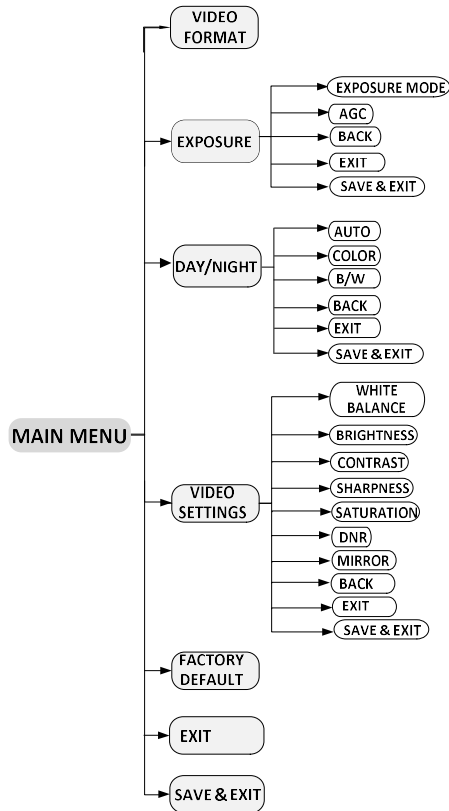 VIDEO
FORMAT
EXPOSURE MODE
AGC
EXPOSURE
BACK
EXIT
SAVE & EXIT
AUTO
COLOR
DAY/NIGHT
B/W
BACK
EXIT
SAVE & EXIT
WHITE
BALANCE
BRIGHTNESS
MAIN MENU
CONTRAST
SHARPNESS
VIDEO
SETTINGS
SATURATION
DNR
MIRROR
BACK
EXIT
SAVE & EXIT
FACTORY
DEFAULT
EXIT
SAVE & EXIT